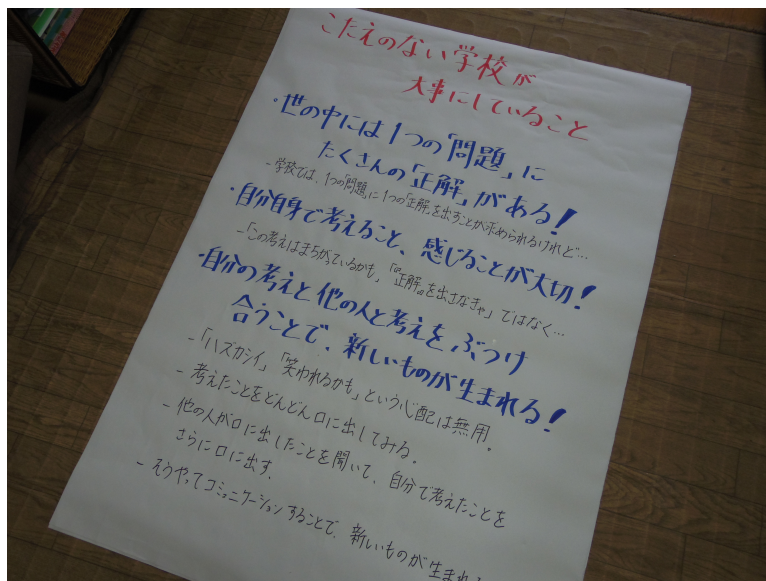 こたえのない学校が
大事にしていること
・世の中には1つの「問題」に
たくさんの「正解」がある!
-学校では、1つの「問題」に1つの「正解」を出すことが求められるけれど…
・自分自身で考えること、感じることが大切!
-「この考えはまちがっているかも」「『正解』を出さなきゃ」ではなく…
・自分の考えと他の人と考えをぶつけ
合うことで、新しいものが生まれる!
-「ハズカシイ」「笑われるかも」という心配は無用。
-考えたことをどんどん口に出してみる。
-他の人が口に出したことを聞いて、自分で考えたことを
さらに口に出す。
-そうやってコミュニケーションすることで、新しいものが生まれる